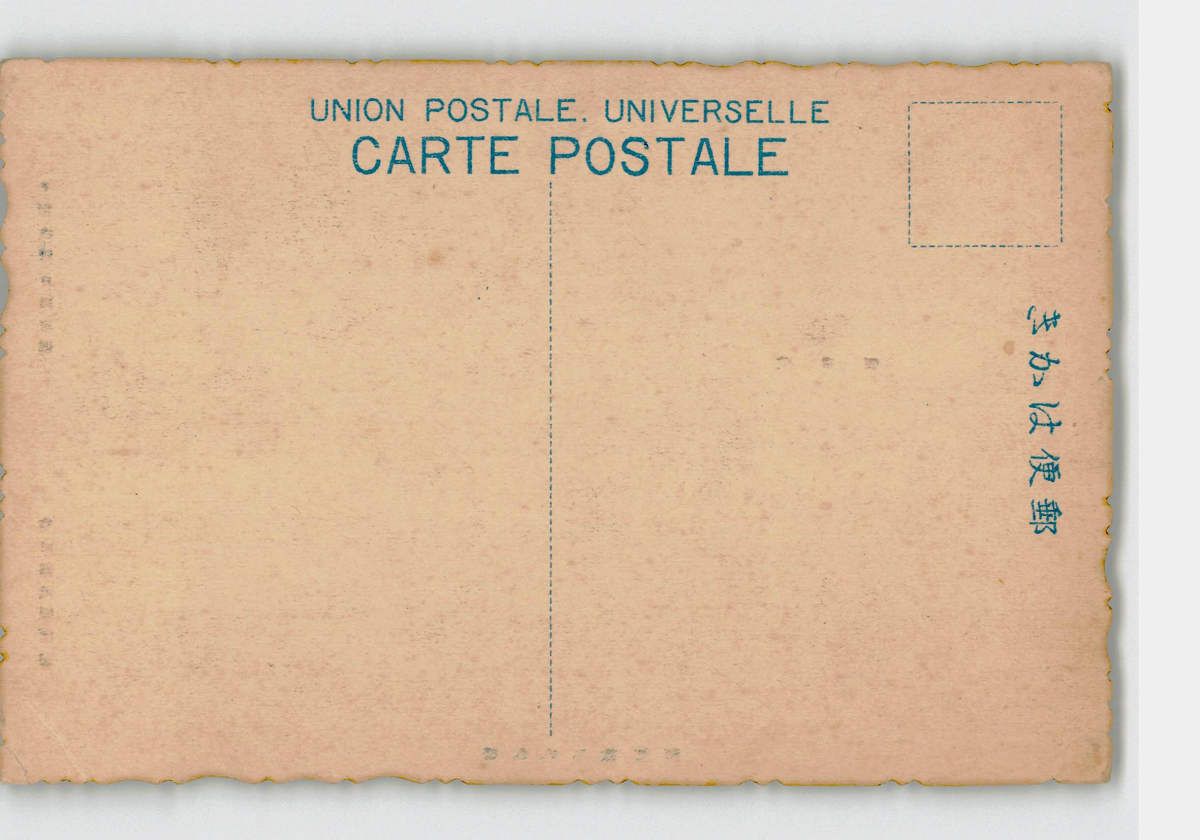 UNION POSTALE. UNIVERSELLE
CARTE POSTALE
郵便はかき